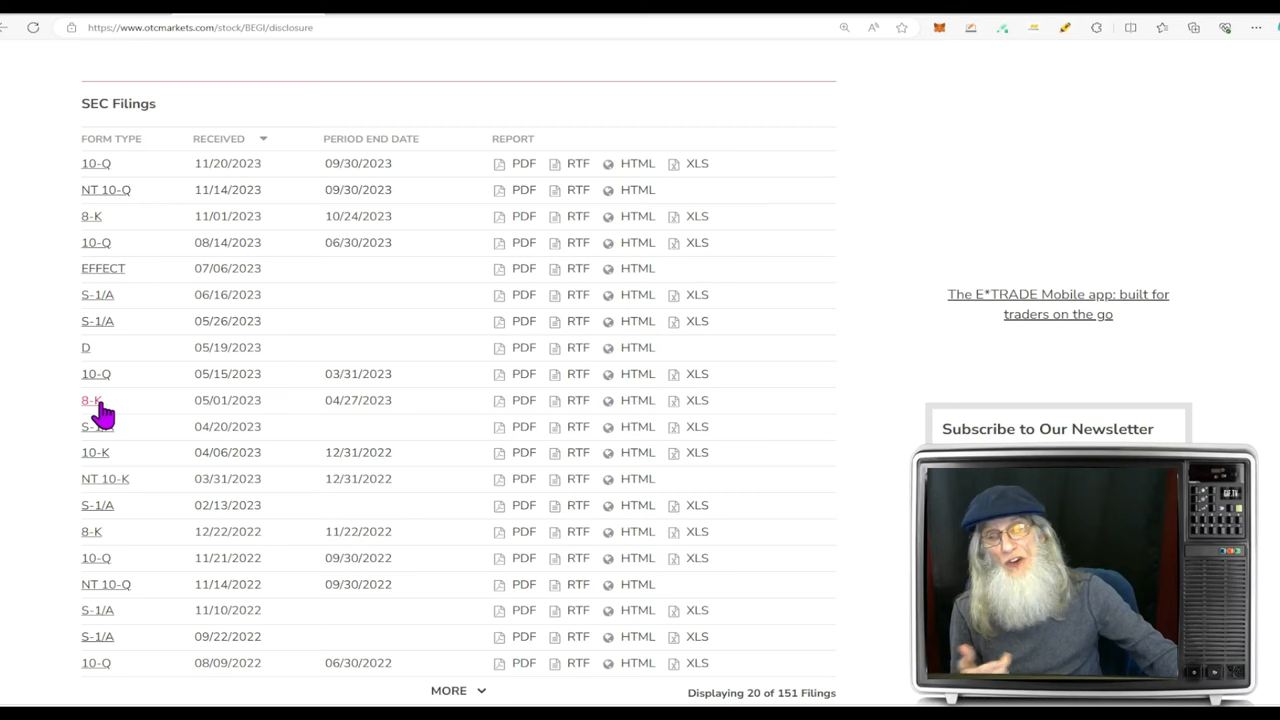 https://www.otcmarkets.com/stock/BEGI/disclosure
SEC Filings
FORM TYPE RECEIVED PERIOD END DATE REPORT
10-Q 11/20/2023 09/30/2023 PDF RTF HTML XLS
NT 10-Q 11/14/2023 09/30/2023 PDF RTF HTML
8-K 11/01/2023 10/24/2023 PDF RTF HTML XLS
10-Q 08/14/2023 06/30/2023 PDF RTF HTML XLS
EFFECT 07/06/2023 PDF RTF HTML
S-1/A 06/16/2023 PDF RTF HTML XLS
S-1/A 05/26/2023 PDF RTF HTML XLS
D 05/19/2023 PDF RTF HTML
10-Q 05/15/2023 03/31/2023 PDF RTF HTML XLS
8-K 05/01/2023 04/27/2023 PDF RTF HTML XLS
S-1/A 04/20/2023 PDF RTF HTML XLS
10-K 04/06/2023 12/31/2022 PDF RTF HTML XLS
NT 10-K 03/31/2023 12/31/2022 PDF RTF HTML
S-1/A 02/13/2023 PDF RTF HTML XLS
8-K 12/22/2022 11/22/2022 PDF RTF HTML XLS
10-Q 11/21/2022 09/30/2022 PDF RTF HTML XLS
NT 10-Q 11/14/2022 09/30/2022 PDF RTF HTML
S-1/A 11/10/2022 PDF RTF HTML XLS
S-1/A 09/22/2022 PDF RTF HTML XLS
10-Q 08/09/2022 06/30/2022 PDF RTF HTML XLS
MORE
Displaying 20 of 151 Filings
The E*TRADE Mobile app: built for
traders on the go
Subscribe to Our Newsletter
GIF.TV